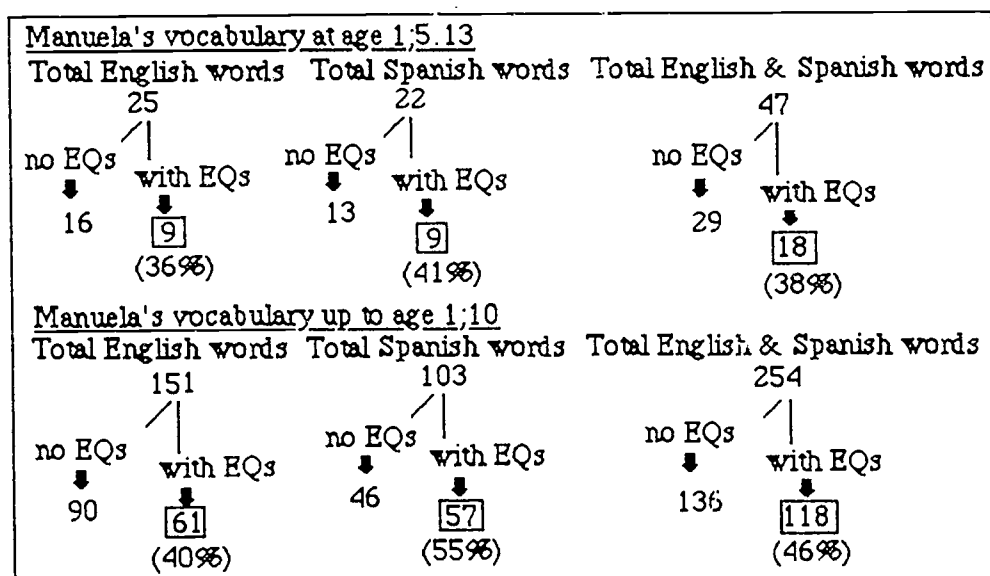 Manuela's vocabulary at age 1;5.13
Total English words Total Spanish words Total English & Spanish words
25 22 47
no EQs with EQs no EQs with EQs no EQs with EQs
16 9 13 9 29 18
(36%) (41%) (38%)
Manuela's vocabulary up to age 1;10
Total English words Total Spanish words Total English & Spanish words
151 103 254
no EQs with EQs no EQs with EQs no EQs with EQs
90 61 46 57 136 118
(40%) (55%) (46%)